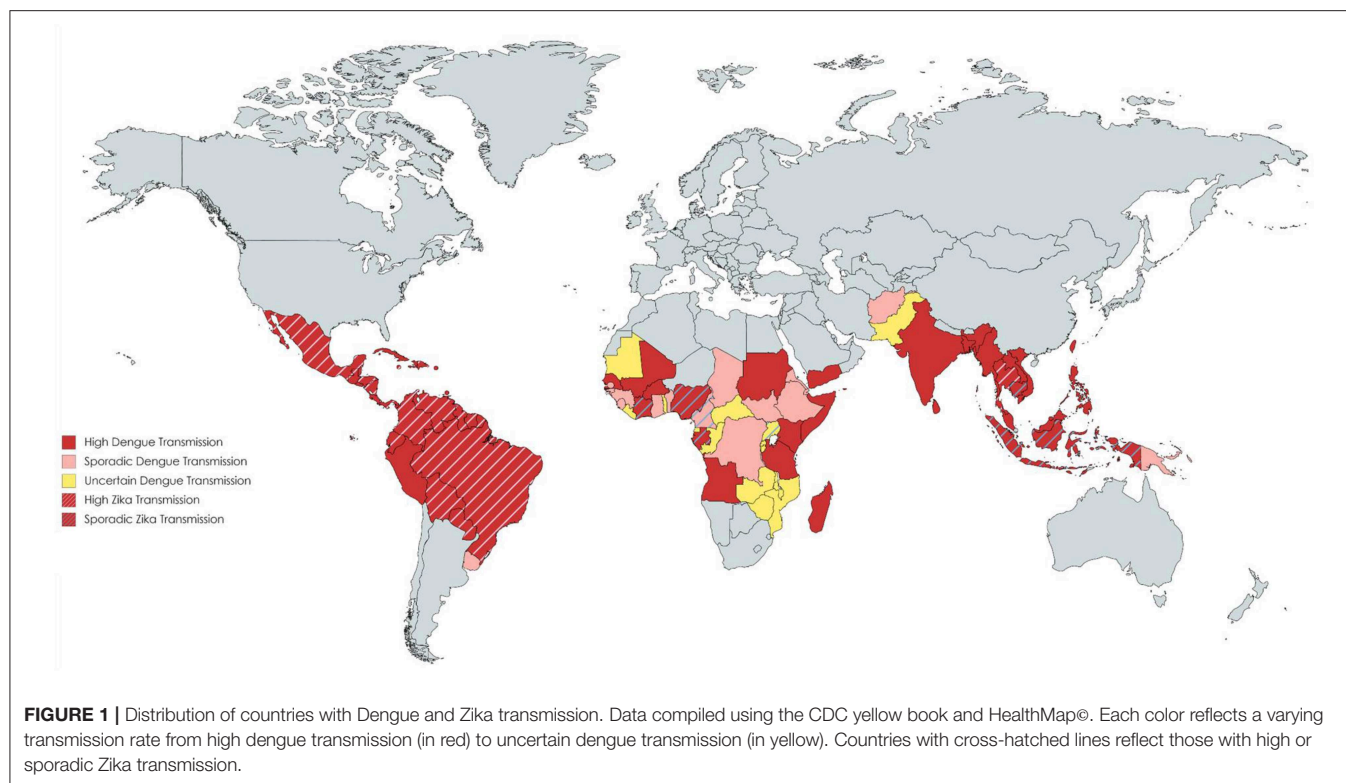 High Dengue Transmission
Sporadic Dengue Transmission
Uncertain Dengue Transmission
High Zika Transmission
Sporadic Zika Transmission
FIGURE 1 | Distribution of countries with Dengue and Zika transmission. Data compiled using the CDC yellow book and HealthMap©. Each color reflects a varying
transmission rate from high dengue transmission (in red) to uncertain dengue transmission (in yellow). Countries with cross-hatched lines reflect those with high or
sporadic Zika transmission.